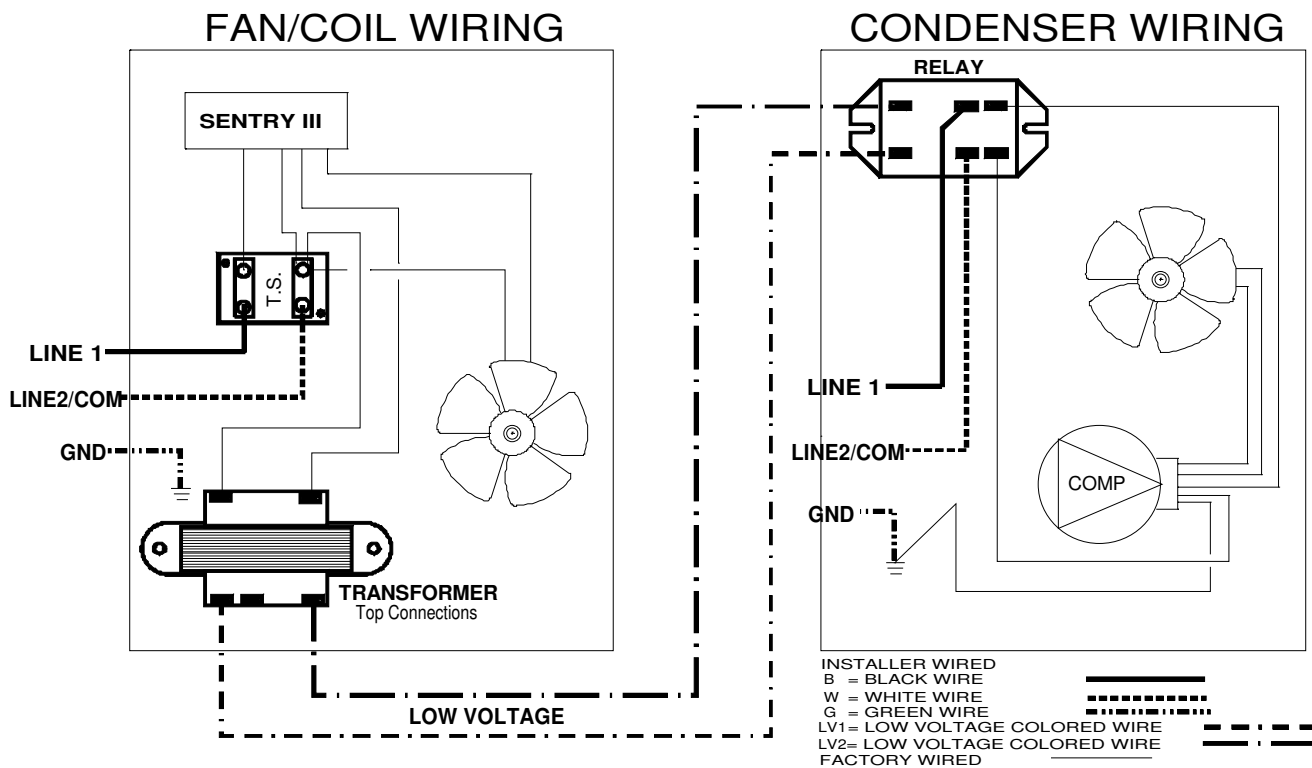 FAN/COIL WIRING
SENTRY III
T.S.
LINE 1
LINE2/COM
GND
TRANSFORMER
Top Connections
LOW VOLTAGE
CONDENSER WIRING
RELAY
LINE 1
LINE2/COM
GND
COMP
INSTALLER WIRED
B = BLACK WIRE
W = WHITE WIRE
G = GREEN WIRE
LV1= LOW VOLTAGE COLORED WIRE
LV2= LOW VOLTAGE COLORED WIRE
FACTORY WIRED